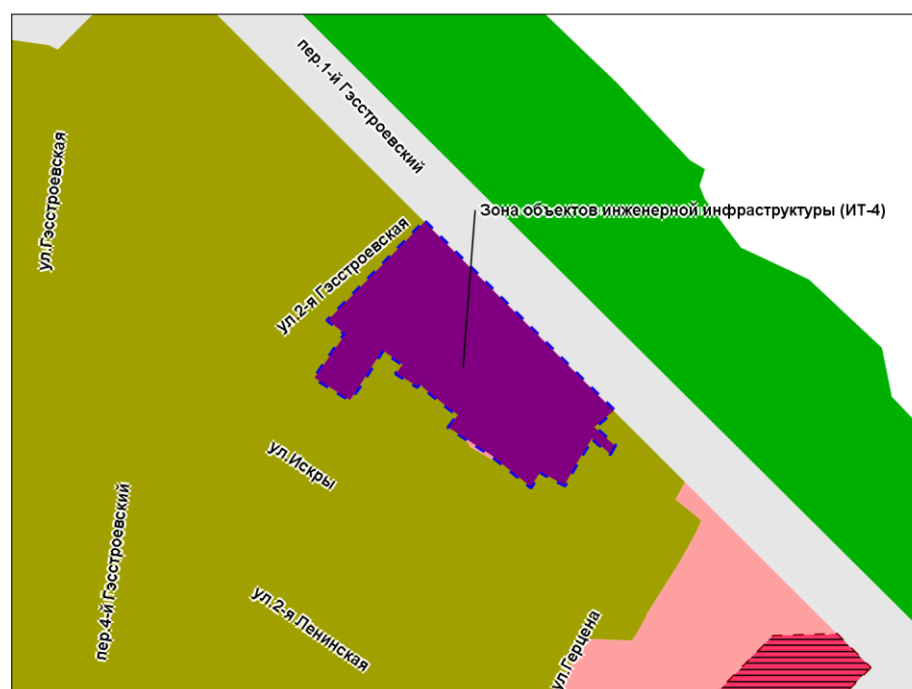 пер.1-й Гэсстроевский
ул.Гэсстроевская
Зона объектов инженерной инфраструктуры (ИТ-4)
ул.2-я Гэсстроевская
ул.Искры
пер.4-й Гэсстроевский
ул.2-я Ленинская
ул.Герцена